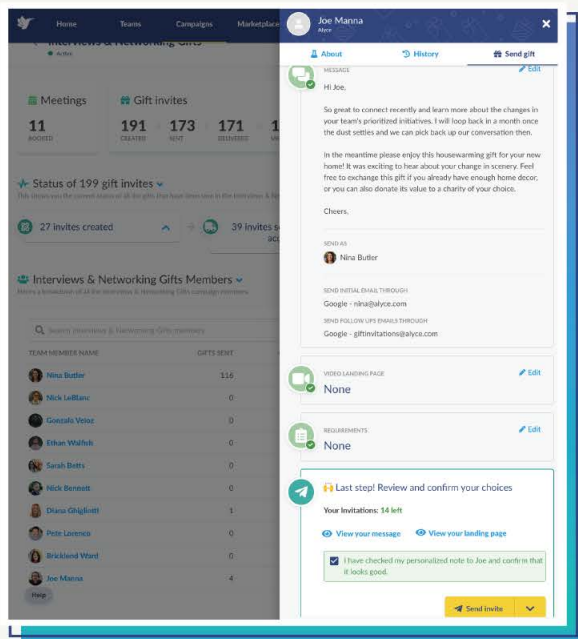 Home Teams Campaigns Marketplace
Interviews & Networking Gifts
Active
Meetings
Gift invites
11
191 173 171 1
BOOKED
CREATED SENT DELIVERED
Status of 199 gift invites
27 invites created
39 invites
Interviews & Networking Gifts Members
Search Interviews & Networking Gifts members
TEAM MEMBER NAME GIFTS SENT
Nina Butler 116
Nick LeBlanc 0
Gonzalo Veloz 0
Ethan Walfish 0
Sarah Betts 0
Nick Bennett 0
Diana Ghiglioti 1
Pete Lorenco 0
Bricklend Ward 0
Joe Manna 4
Help
Joe Manna
Alyce
About History Send gift
MESSAGE
Edit
Hi Joe,
So great to connect recently and learn more about the changes in
your team's prioritized initiatives. I will loop back in a month once
the dust settles and we can pick back up our conversation then.
In the meantime please enjoy this housewarming gift for your new
home! It was exciting to hear about your change in scenery. Feel
free to exchange this gift if you already have enough home decor,
or you can also donate its value to a charity of your choice.
Cheers,
SEND AS
Nina Butler
SEND INITIAL EMAIL THROUGH
Google - nina@alyce.com
SEND FOLLOW UPS EMAILS THROUGH
Google - giftinvitations@alyce.com
VIDEO LANDING PAGE
Edit
None
REQUIREMENTS
Edit
None
Last step! Review and confirm your choices
Your Invitations: 14 left
View your message View your landing page
I have checked my personalized note to Joe and confirm that
it looks good.
Send invite